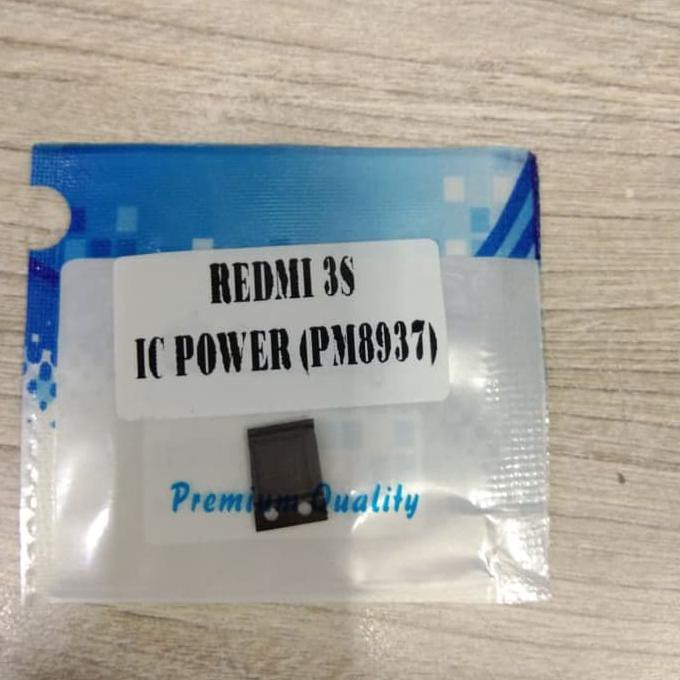 REDMI 3S
IC POWER (PM8937)
Premium Quality